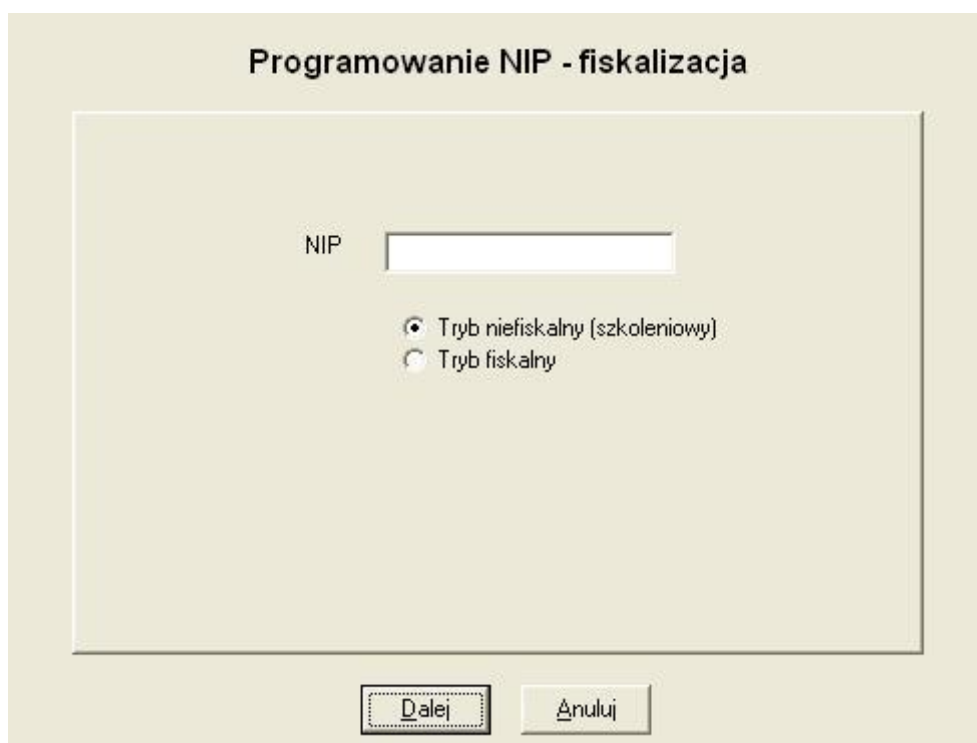 Programowanie NIP - fiskalizacja
NIP
Tryb niefiskalny (szkoleniowy)
Tryb fiskalny
Dalej
Anuluj